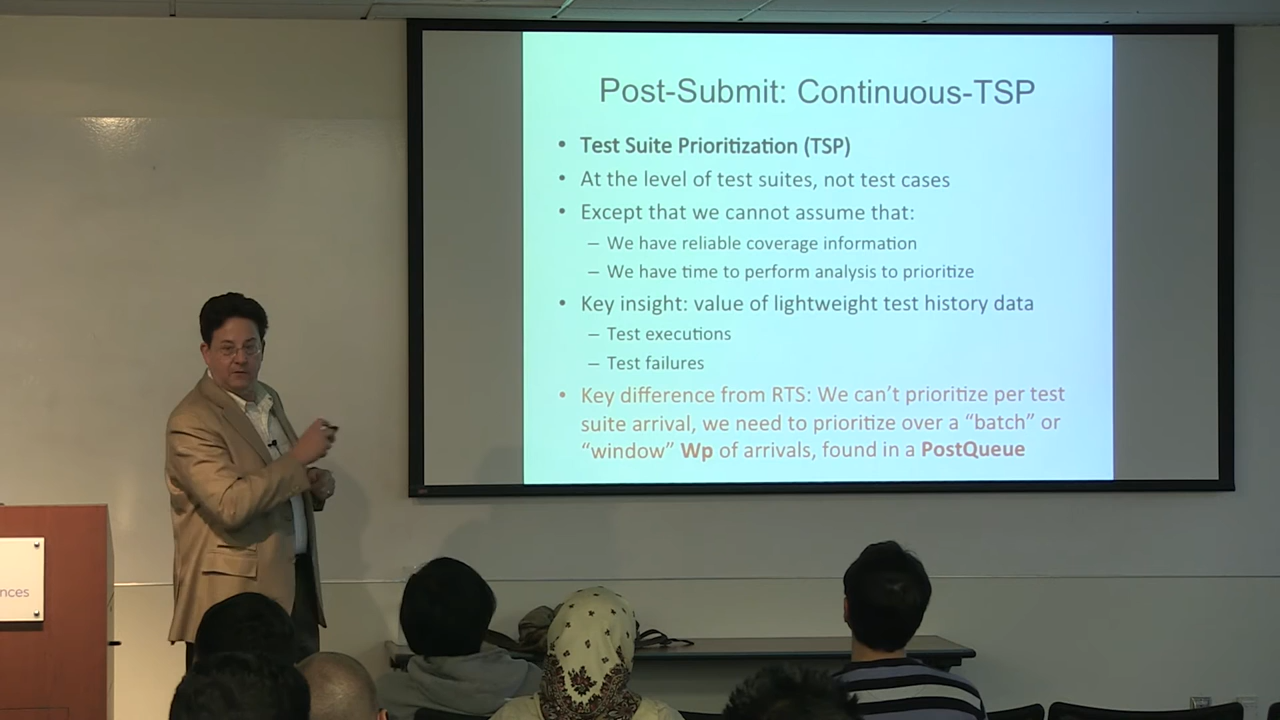 Post-Submit: Continuous-TSP
• Test Suite Prioritization (TSP)
• At the level of test suites, not test cases
• Except that we cannot assume that:
– We have reliable coverage information
– We have time to perform analysis to prioritize
• Key insight: value of lightweight test history data
– Test executions
– Test failures
• Key difference from RTS: We can't prioritize per test
suite arrival, we need to prioritize over a "batch" or
"window" Wp of arrivals, found in a PostQueue
nces